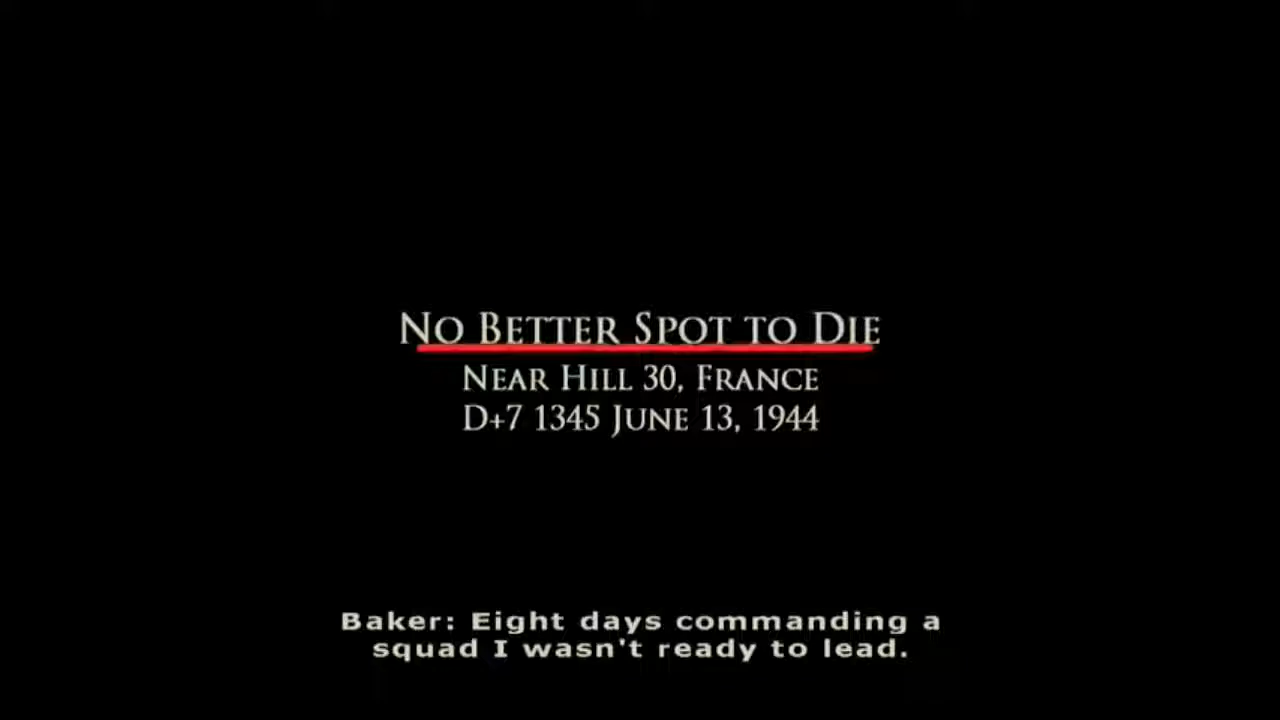 No Better Spot to Die
Near Hill 30, France
D+7 1345 June 13, 1944
Baker: Eight days commanding a
squad I wasn't ready to lead.